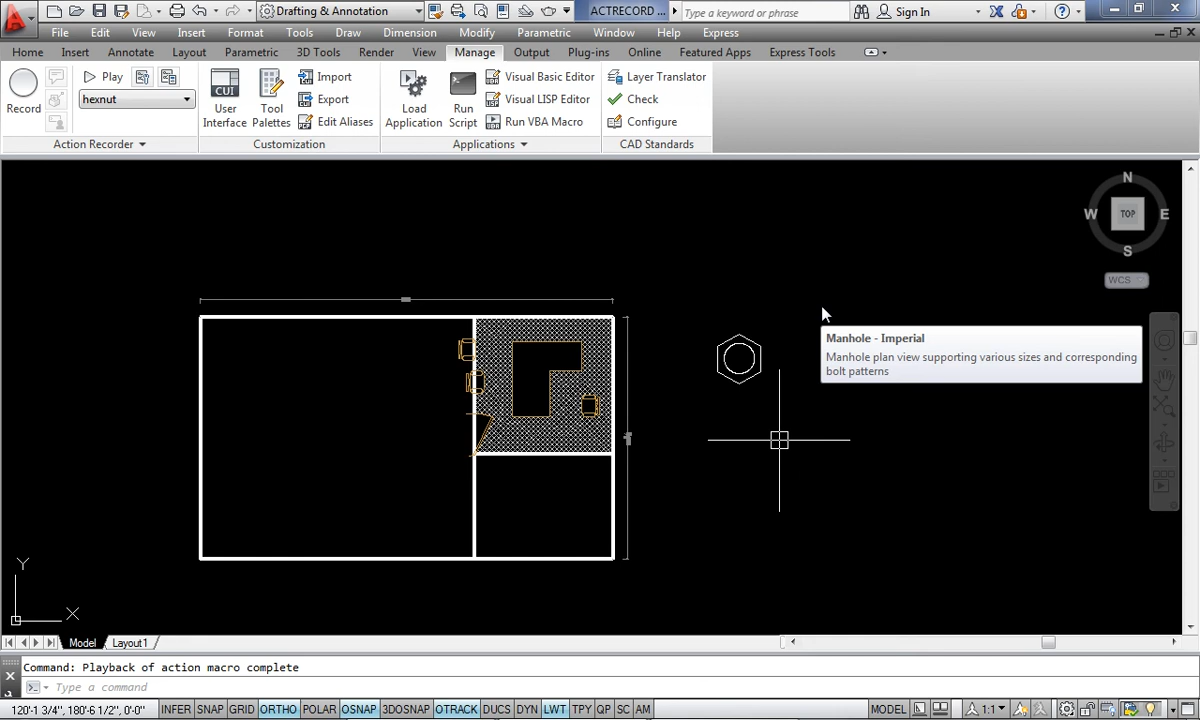 Drafting & Annotation
ACTRECORD ...
Type a keyword or phrase
Sign In
File Edit View Insert Format Tools Draw Dimension Modify Parametric Window Help Express
Home Insert Annotate Layout Parametric 3D Tools Render View Manage Output Plug-ins Online Featured Apps Express Tools
Record
Play
hexnut
Action Recorder
CUI
User Interface
Tool Palettes
Import
Export
Edit Aliases
Customization
Load Application
Run Script
Visual Basic Editor
Visual LISP Editor
Run VBA Macro
Applications
Layer Translator
Check
Configure
CAD Standards
N
W TOP E
S
WCS
Manhole - Imperial
Manhole plan view supporting various sizes and corresponding
bolt patterns
Y
X
Model Layout1
Command: Playback of action macro complete
Type a command
120'-1 3/4", 180'-6 1/2", 0'-0" INFER SNAP GRID ORTHO POLAR OSNAP 3DOSNAP OTRACK DUCS DYN LWT TPY QP SC AM MODEL 1:1